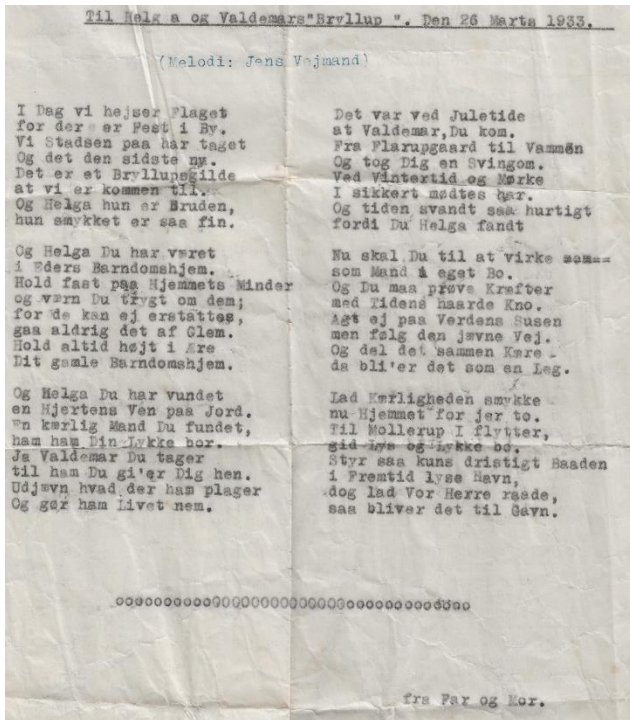 Til Helg a og Valdemars"Bryllup ". Den 26 Marts 1933.
(Melodi: Jens Vejmand)
I Dag vi hejser Flaget
for der er Fest i By.
Vi Stadsen paa har taget
Og det den sidste ny.
Det er et Bryllupsgilde
at vi er kommen til.
Og Helga hun er Bruden,
hun smykket er saa fin.
Og Helga Du har været
i Eders Barndomshjem.
Hold fast paa Hjemmets Minder
og værn Du trygt om dem;
for de kan ej erstattes,
gaa aldrig det af Glem.
Hold altid højt i Ære
Dit gamle Barndomshjem.
Og Helga Du har vundet
en Hjertens Ven paa Jord.
En kærlig Mand Du fundet,
ham ham Din Lykke bor.
Ja Valdemar Du tager
til ham Du gi'er Dig hen.
Udjævn hvad der ham plager
Og gør ham Livet nem.
Det var ved Juletide
at Valdemar,Du kom.
Fra Flarupgaard til Vammen
Og tog Dig en Svingom.
Ved Vintertid og Mørke
I sikkert mødtes har.
Og tiden svandt saa hurtigt
fordi Du Helga fandt
Nu skal Du til at virke
som Mand i eget Bo.
Og Du maa prøve Kræfter
med Tidens haarde Kno.
Agt ej paa Verdens Susen
men følg den jævne Vej.
Og del det sammen Kære -
da bli'er det som en Leg.
Lad Kærligheden smykke
nu Hjemmet for jer to.
Til Mollerup I flytter,
gid Lys og Lykke bo.
Styr saa kuns dristigt Baaden
i Fremtid lyse Havn,
dog lad Vor Herre raade,
saa bliver det til Gavn.
fra Far og Mor.